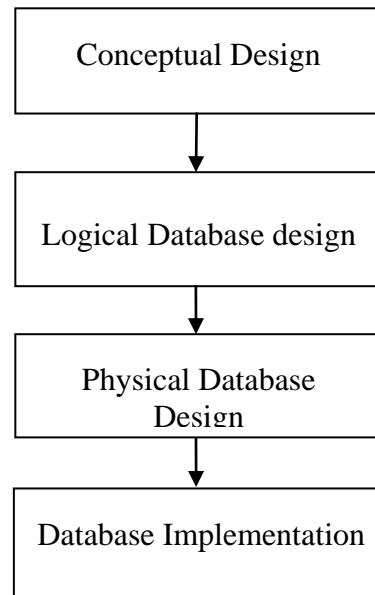 Conceptual Design
Logical Database design
Physical Database
Design
Database Implementation